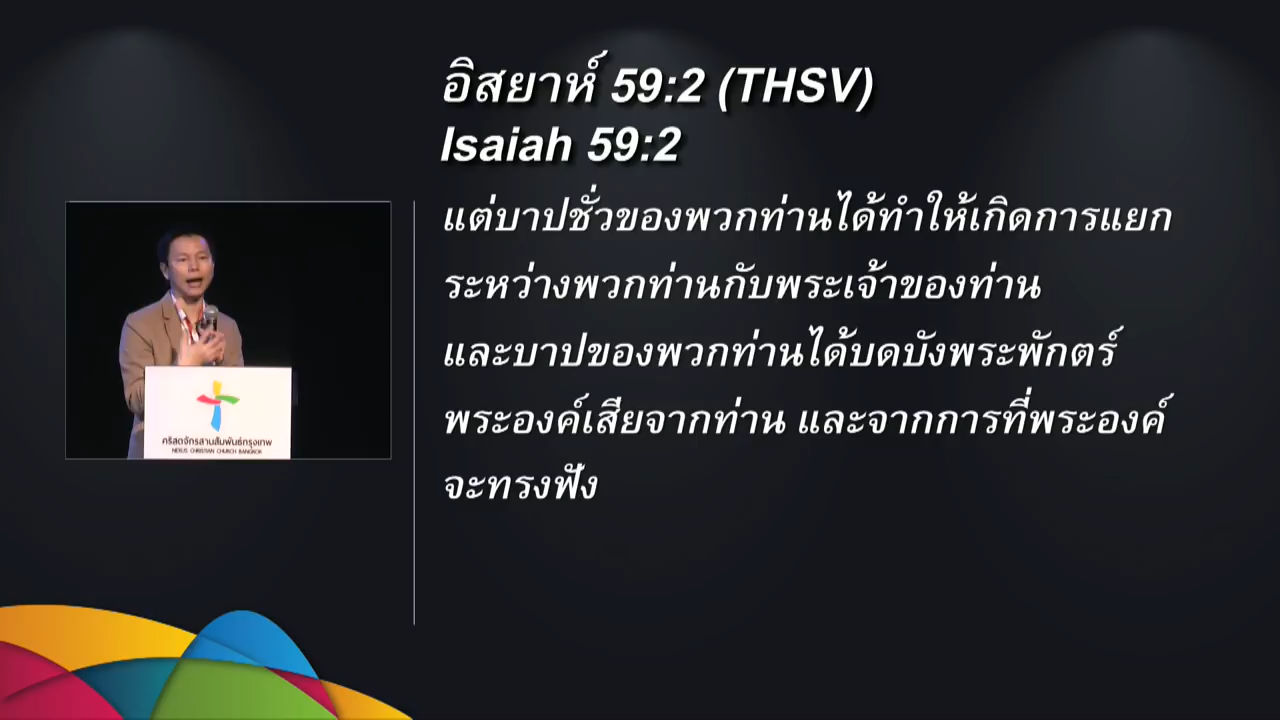 อิสยาห์ 59:2 (THSV)
Isaiah 59:2
แต่บาปชั่วของพวกท่านได้ทำให้เกิดการแยก
ระหว่างพวกท่านกับพระเจ้าของท่าน
และบาปของพวกท่านได้บดบังพระพักตร์
พระองค์เสียจากท่าน และจากการที่พระองค์
จะทรงฟัง
คริสตจักรสานสัมพันธ์กรุงเทพ
NEXUS CHRISTIAN CHURCH BANGKOK